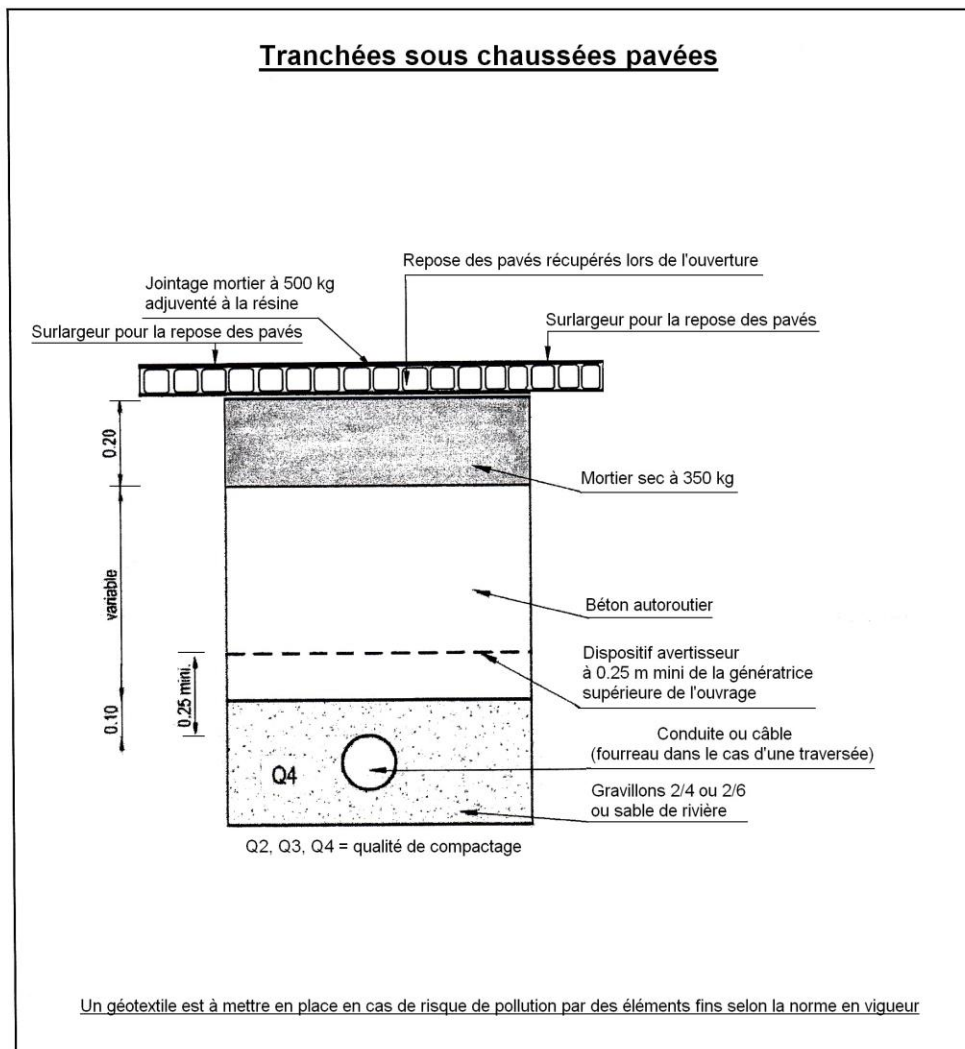 Tranchées sous chaussées pavées
Repose des pavés récupérés lors de l'ouverture
Jointage mortier à 500 kg
adjuventé à la résine
Surlargeur pour la repose des pavés
Surlargeur pour la repose des pavés
0.20
Mortier sec à 350 kg
variable
Béton autoroutier
Dispositif avertisseur
à 0.25 m mini de la génératrice
supérieure de l'ouvrage
0.25 mini.
0.10
Conduite ou câble
(fourreau dans le cas d'une traversée)
Q4
Gravillons 2/4 ou 2/6
ou sable de rivière
Q2, Q3, Q4 = qualité de compactage
Un géotextile est à mettre en place en cas de risque de pollution par des éléments fins selon la norme en vigueur